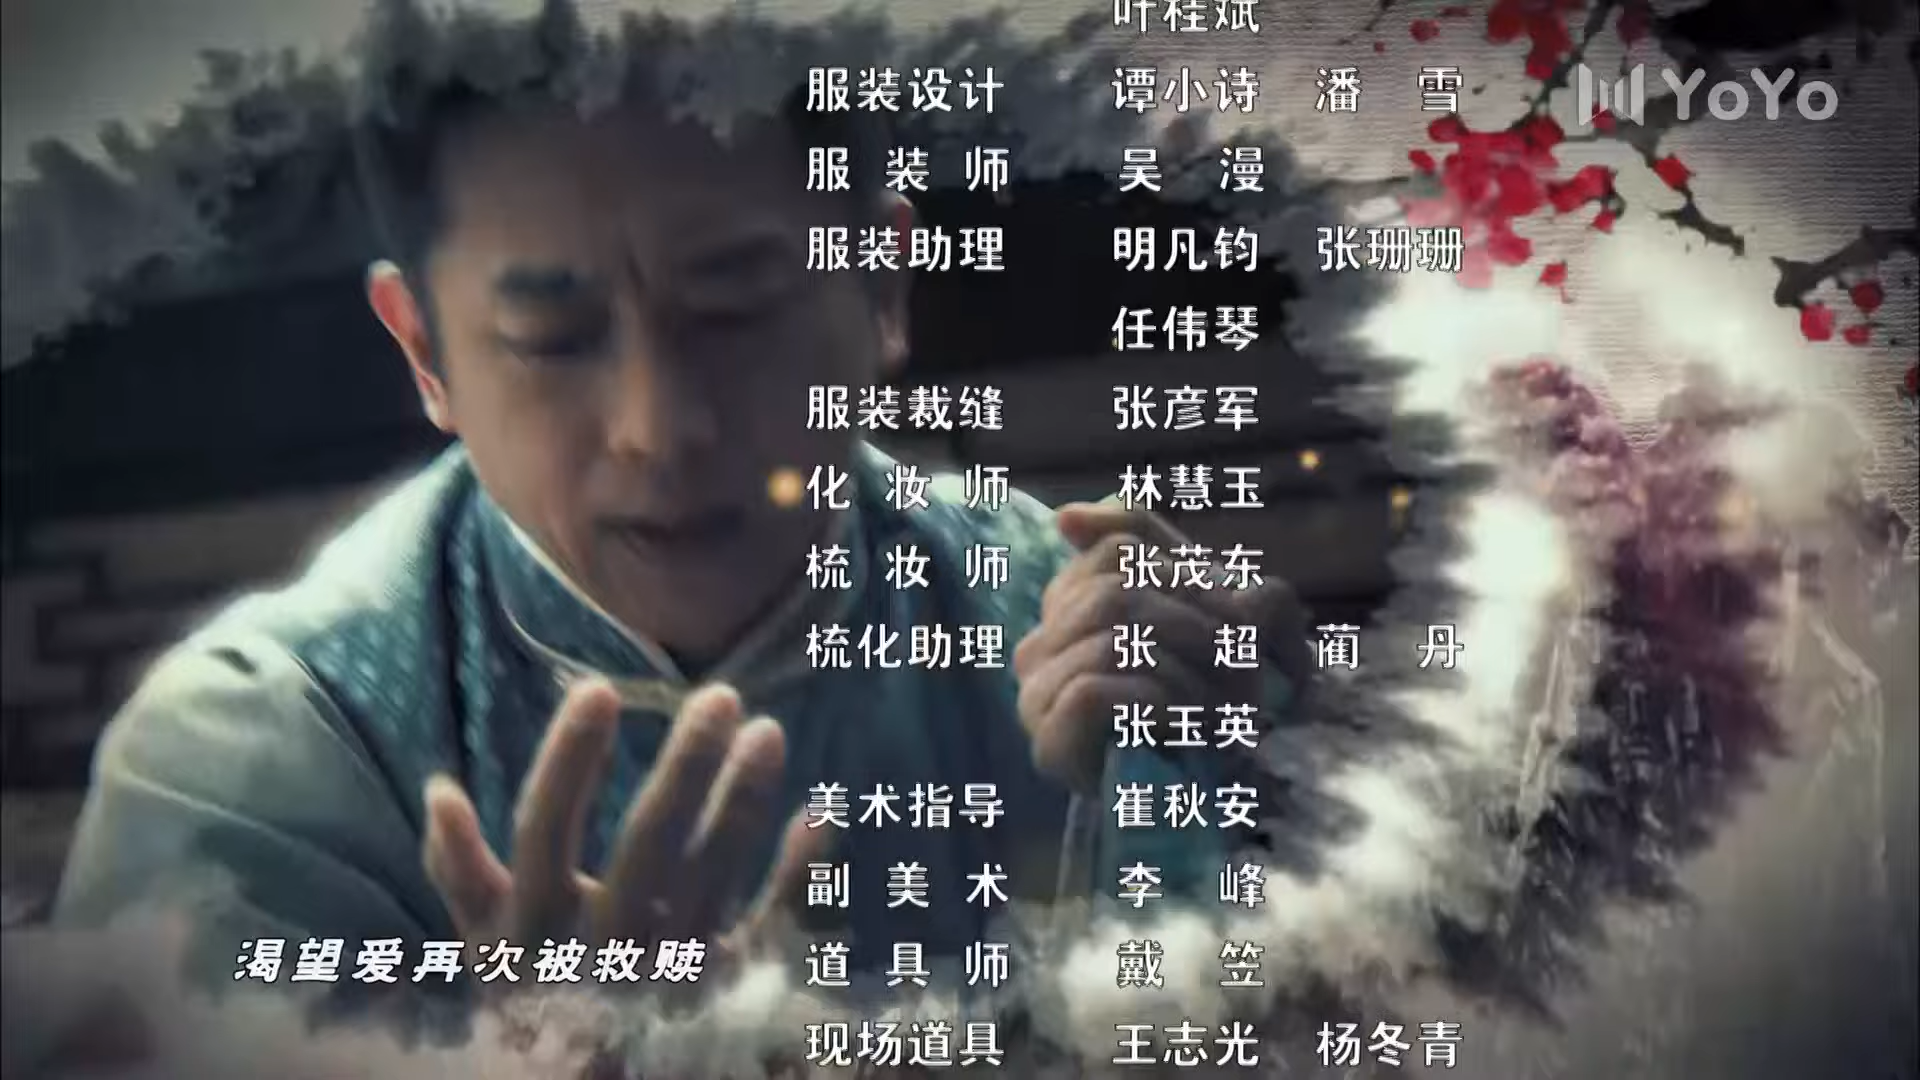 叶桂斌
服装设计 谭小诗 潘雪
YoYo
服装师 吴漫
服装助理 明凡钧 张珊珊
任伟琴
服装裁缝 张彦军
化妆师 林慧玉
梳妆师 张茂东
梳化助理 张超 蔺丹
张玉英
美术指导 崔秋安
副美术 李峰
道具师 戴笠
渴望爱再次被救赎
现场道具 王志光 杨冬青